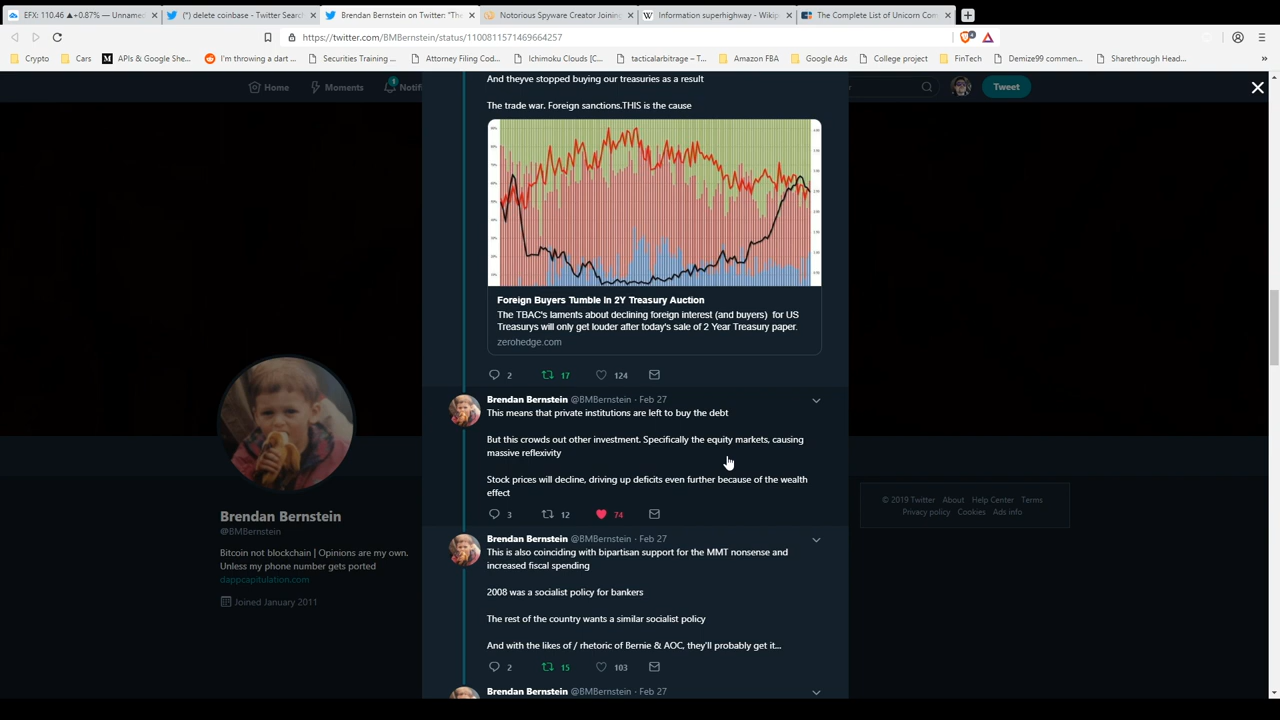 EFX: 110.46 ▲+0.87% — Unnamed
(*) delete coinbase - Twitter Search
Brendan Bernstein on Twitter: "The
Notorious Spyware Creator Joining
Information superhighway - Wikip
The Complete List of Unicorn Com
https://twitter.com/BMBernstein/status/1100811571469664257
4
Crypto
Cars
APIs & Google She...
I'm throwing a dart ...
Securities Training ...
Attorney Filing Cod...
Ichimoku Clouds [C...
tacticalarbitrage – T...
Amazon FBA
Google Ads
College project
FinTech
Demize99 commen...
Sharethrough Head...
Home
Moments
1
Notifi
Tweet
And theyve stopped buying our treasuries as a result
The trade war. Foreign sanctions.THIS is the cause
Foreign Buyers Tumble In 2Y Treasury Auction
The TBAC's laments about declining foreign interest (and buyers) for US
Treasurys will only get louder after today's sale of 2 Year Treasury paper.
zerohedge.com
2 17 124
Brendan Bernstein @BMBernstein · Feb 27
This means that private institutions are left to buy the debt
But this crowds out other investment. Specifically the equity markets, causing
massive reflexivity
Stock prices will decline, driving up deficits even further because of the wealth
effect
3 12 74
Brendan Bernstein @BMBernstein · Feb 27
This is also coinciding with bipartisan support for the MMT nonsense and
increased fiscal spending
2008 was a socialist policy for bankers
The rest of the country wants a similar socialist policy
And with the likes of / rhetoric of Bernie & AOC, they'll probably get it...
2 15 103
Brendan Bernstein @BMBernstein · Feb 27
Brendan Bernstein
@BMBernstein
Bitcoin not blockchain | Opinions are my own.
Unless my phone number gets ported
dappcapitulation.com
Joined January 2011
© 2019 Twitter About Help Center Terms
Privacy policy Cookies Ads info